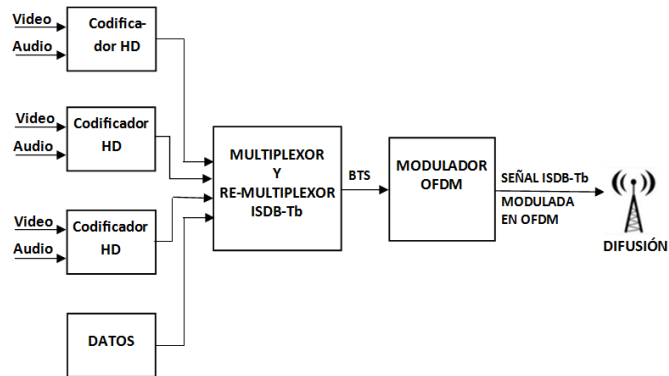 Video
Audio
Codifica-
dor HD
Video
Audio
Codificador
HD
Video
Audio
Codificador
HD
DATOS
MULTIPLEXOR
Y
RE-MULTIPLEXOR
ISDB-Tb
BTS
MODULADOR
OFDM
SEÑAL ISDB-Tb
MODULADA
EN OFDM
DIFUSIÓN